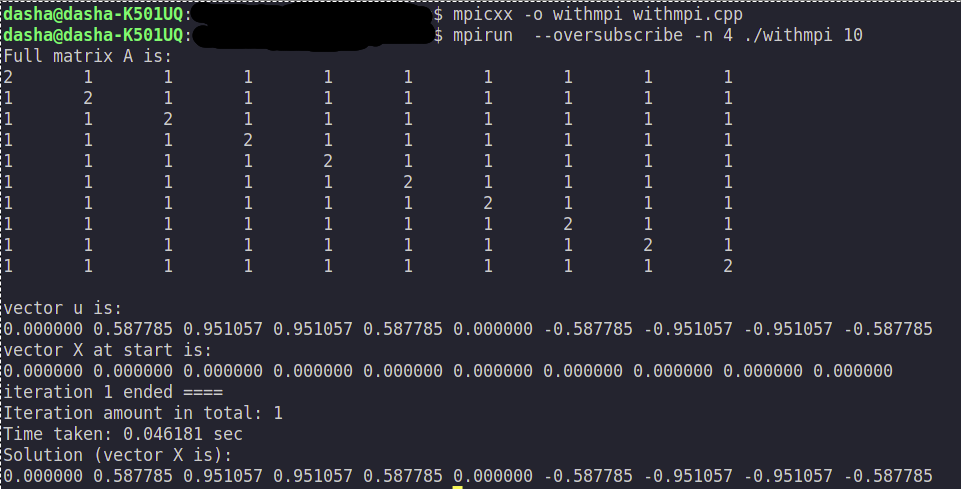 dasha@dasha-K501UQ:$ mpicxx -o withmpi withmpi.cpp
dasha@dasha-K501UQ:$ mpirun  --oversubscribe -n 4 ./withmpi 10
Full matrix A is:
2 1 1 1 1 1 1 1 1 1
1 2 1 1 1 1 1 1 1 1
1 1 2 1 1 1 1 1 1 1
1 1 1 2 1 1 1 1 1 1
1 1 1 1 2 1 1 1 1 1
1 1 1 1 1 2 1 1 1 1
1 1 1 1 1 1 2 1 1 1
1 1 1 1 1 1 1 2 1 1
1 1 1 1 1 1 1 1 2 1
1 1 1 1 1 1 1 1 1 2
vector u is:
0.000000 0.587785 0.951057 0.951057 0.587785 0.000000 -0.587785 -0.951057 -0.951057 -0.587785
vector X at start is:
0.000000 0.000000 0.000000 0.000000 0.000000 0.000000 0.000000 0.000000 0.000000 0.000000
iteration 1 ended ====
Iteration amount in total: 1
Time taken: 0.046181 sec
Solution (vector X is):
0.000000 0.587785 0.951057 0.951057 0.587785 0.000000 -0.587785 -0.951057 -0.951057 -0.587785